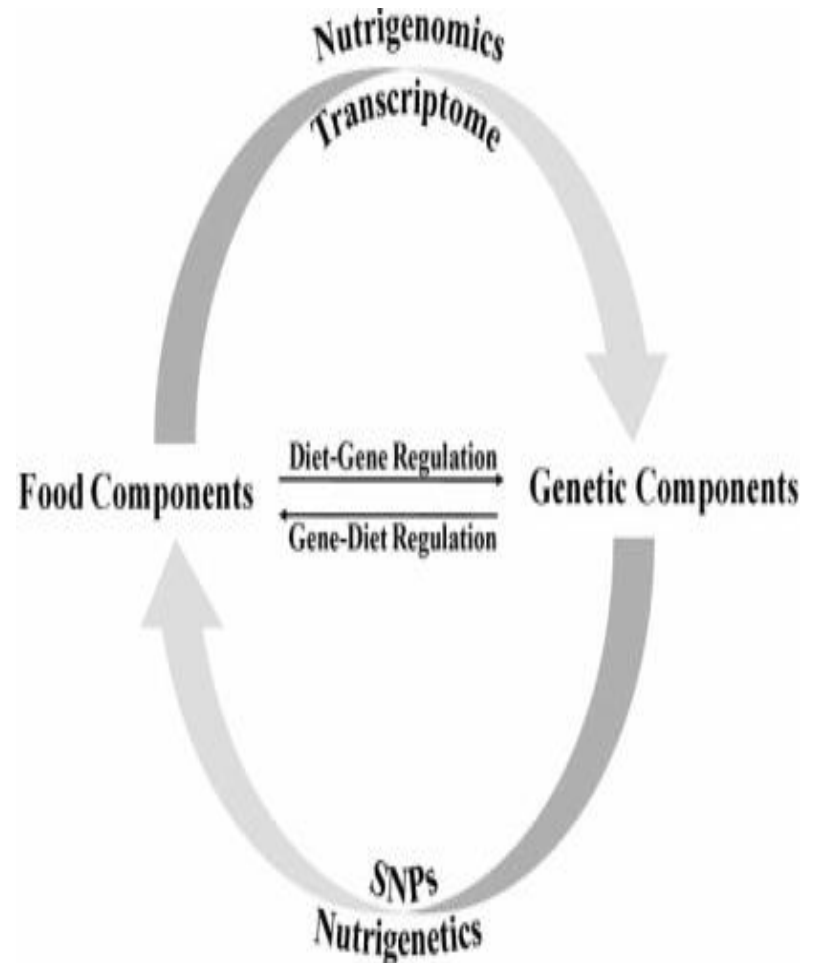 Nutrigenomics
Transcriptome
Diet-Gene Regulation
Food Components
Genetic Components
Gene-Diet Regulation
SNPs
Nutrigenetics